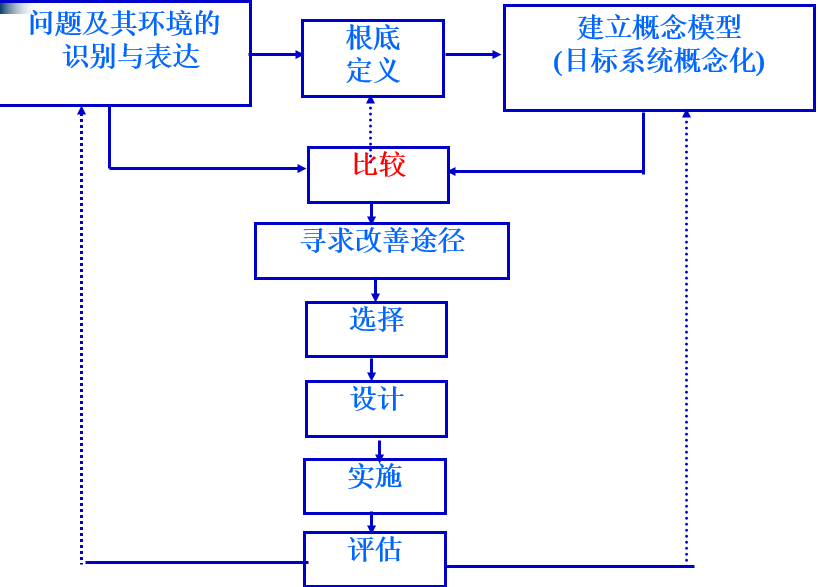 问题及其环境的
识别与表达
根底
定义
建立概念模型
(目标系统概念化)
比较
寻求改善途径
选择
设计
实施
评估